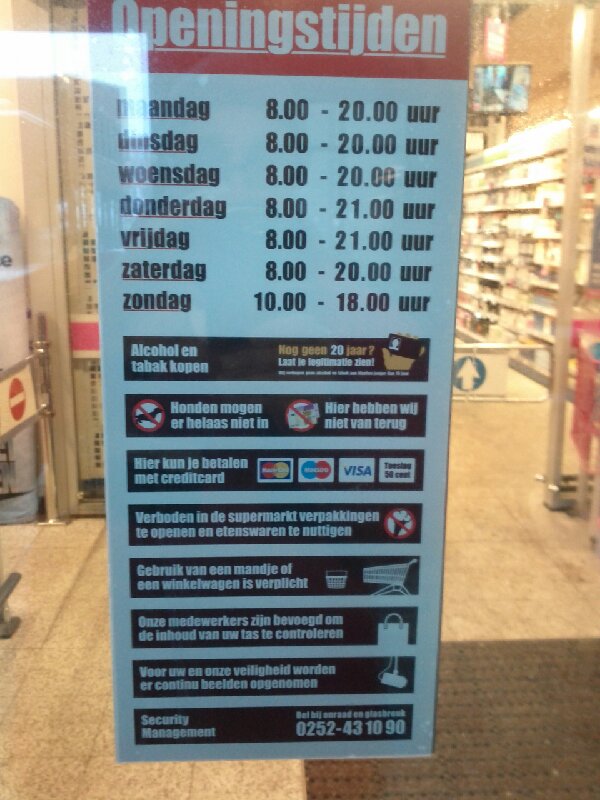 Openingstijden
maandag 8.00 - 20.00 uur
dinsdag 8.00 - 20.00 uur
woensdag 8.00 - 20.00 uur
donderdag 8.00 - 21.00 uur
vrijdag 8.00 - 21.00 uur
zaterdag 8.00 - 20.00 uur
zondag 10.00 - 18.00 uur
Alcohol en
tabak kopen
Nog geen 20 jaar?
Laat je legitimatie zien!
Honden mogen
er helaas niet in
Hier hebben wij
niet van terug
Hier kun je betalen
met creditcard
MasterCard
Maestro
VISA
Toeslag
50 cent
Verboden in de supermarkt verpakkingen
te openen en etenswaren te nuttigen
Gebruik van een mandje of
een winkelwagen is verplicht
Onze medewerkers zijn bevoegd om
de inhoud van uw tas te controleren
Voor uw en onze veiligheid worden
er continu beelden opgenomen
Security
Management
Bel bij onraad en glasbreuk
0252-43 10 90